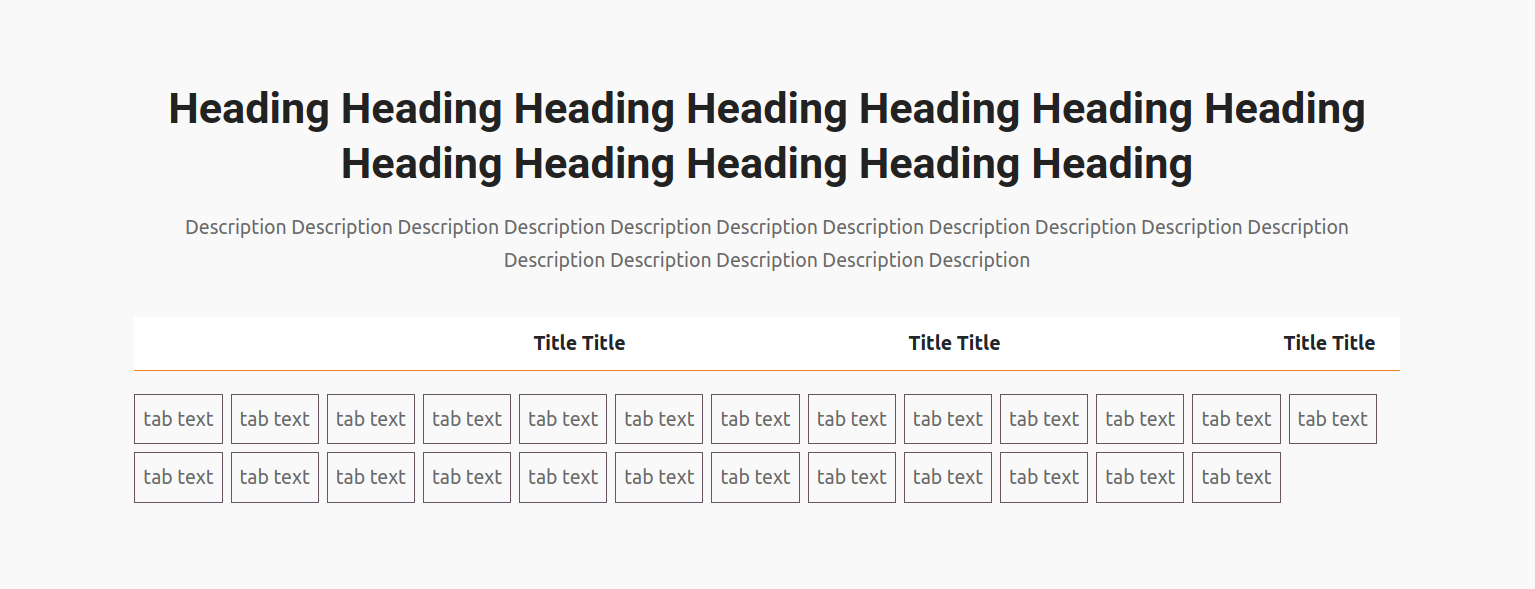 Heading Heading Heading Heading Heading Heading Heading
Heading Heading Heading Heading Heading
Description Description Description Description Description Description Description Description Description Description Description
Description Description Description Description Description
Title Title Title Title Title Title
tab text tab text tab text tab text tab text tab text tab text tab text tab text tab text tab text tab text tab text
tab text tab text tab text tab text tab text tab text tab text tab text tab text tab text tab text tab text